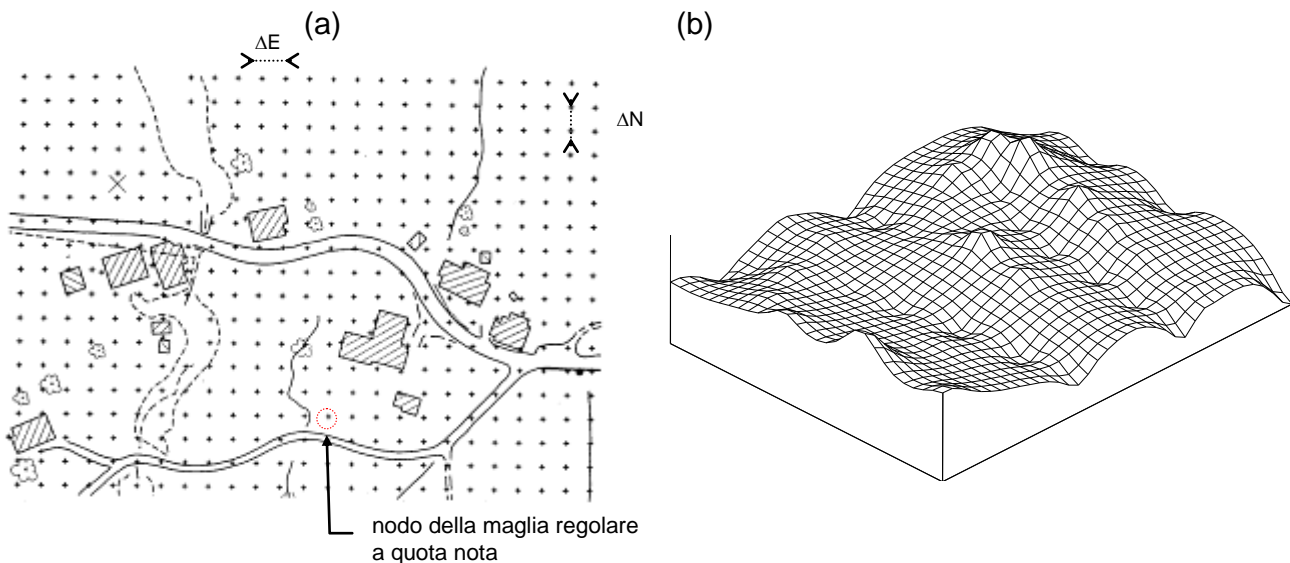 (a)
(b)
ΔE
ΔN
nodo della maglia regolare
a quota nota